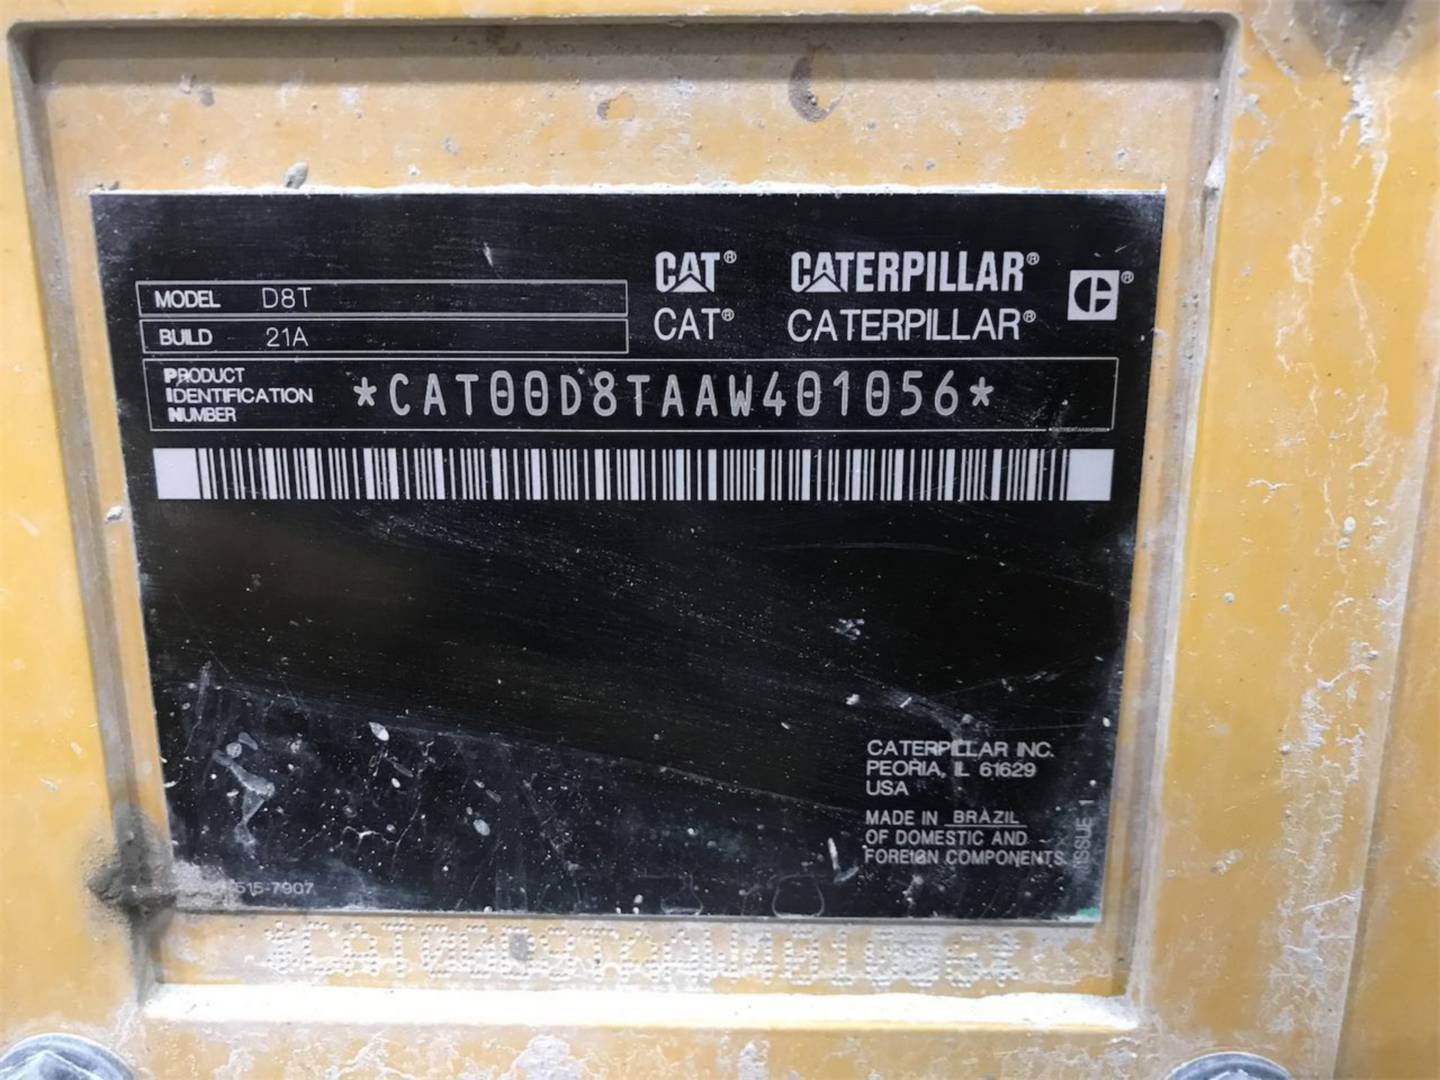 CAT® CATERPILLAR®
CAT® CATERPILLAR®
MODEL D8T
BUILD 21A
PRODUCT
IDENTIFICATION
NUMBER
*CAT00D8TAAW401056*
CATERPILLAR INC.
PEORIA, IL 61629
USA
MADE IN BRAZIL
OF DOMESTIC AND
FOREIGN COMPONENTS
ISSUE 1
515-7907
*CAT00D8TAAW401056*